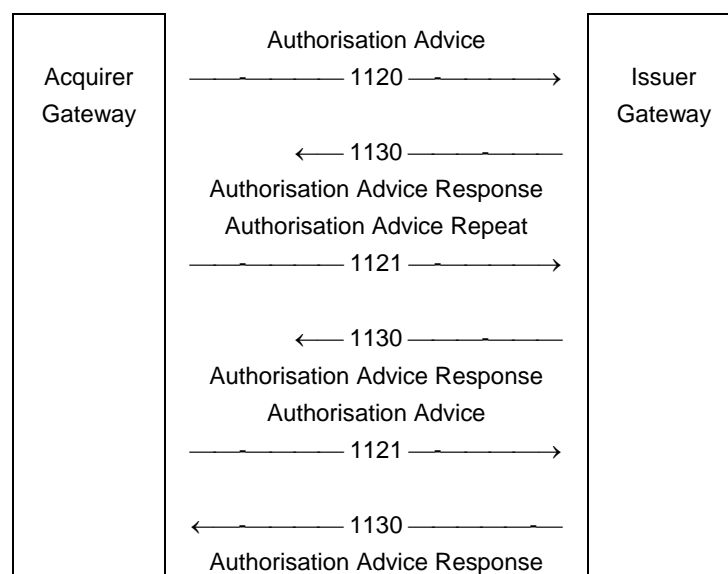 Authorisation Advice
Acquirer
Gateway
1120
Issuer
Gateway
1130
Authorisation Advice Response
Authorisation Advice Repeat
1121
1130
Authorisation Advice Response
Authorisation Advice
1121
1130
Authorisation Advice Response